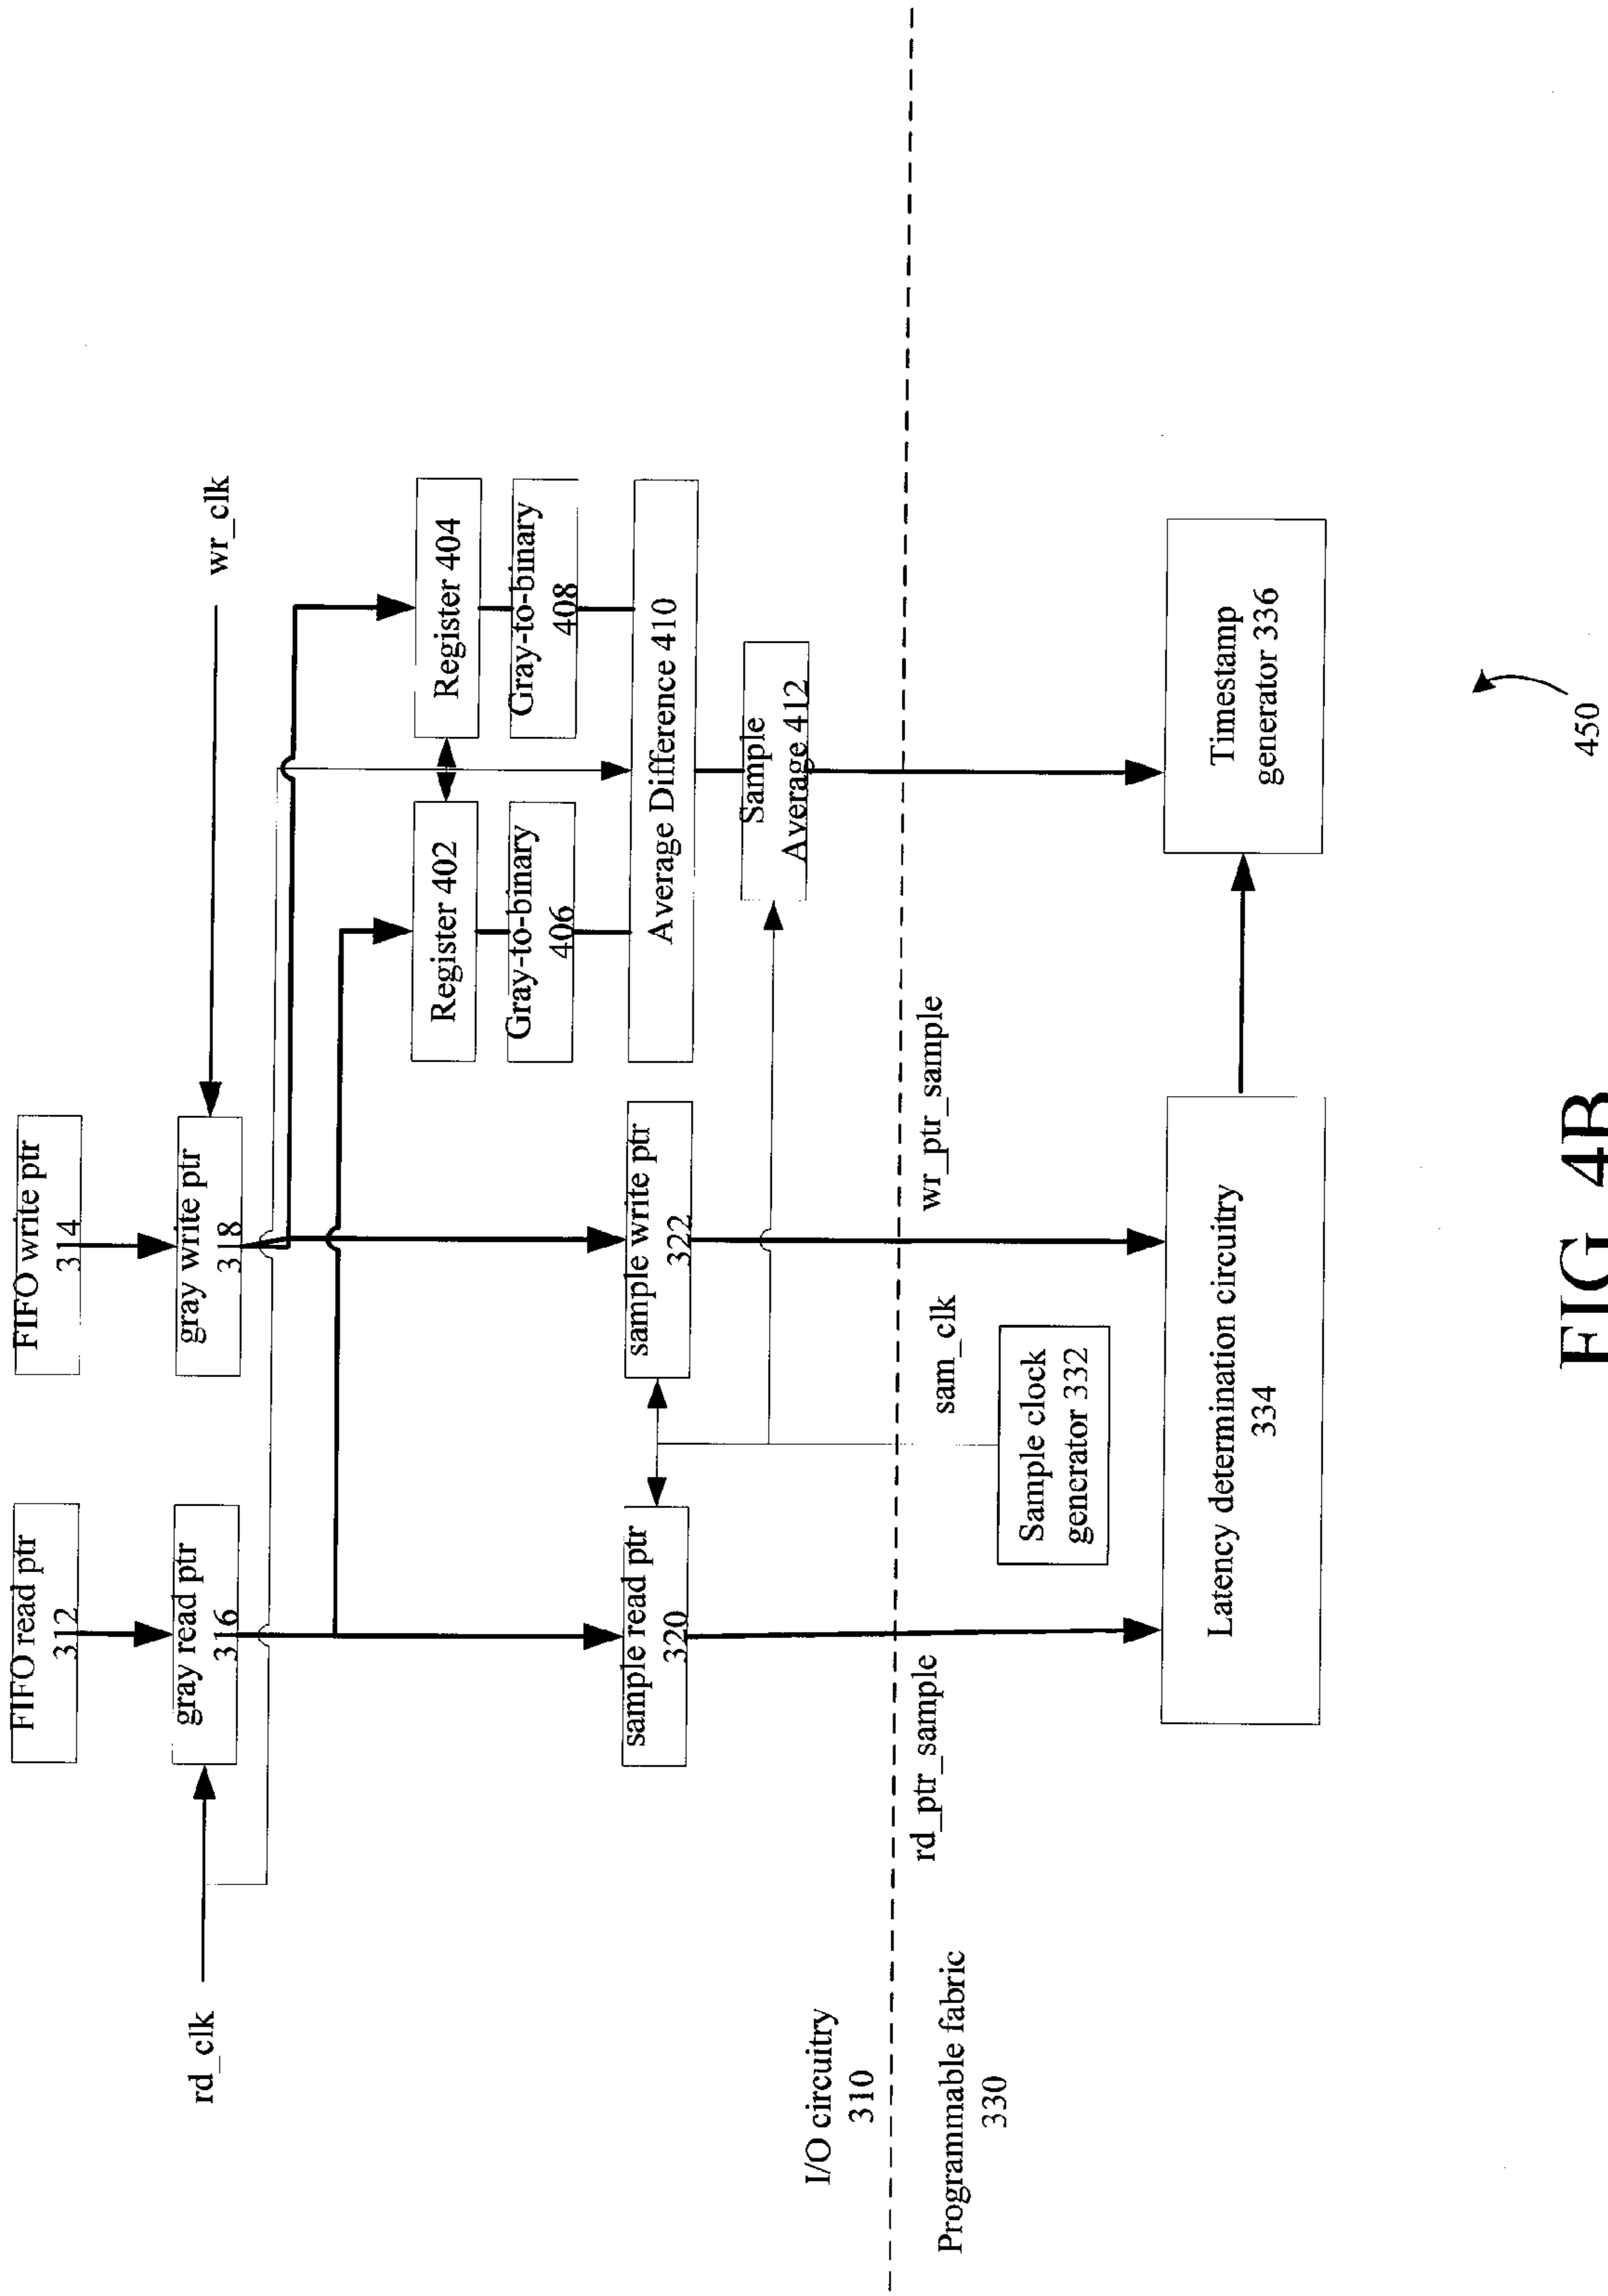 FIFO read ptr
312
FIFO write ptr
314
rd_clk
gray read ptr
316
gray write ptr
318
wr_clk
Register 402
Register 404
Gray-to-binary
406
Gray-to-binary
408
sample read ptr
320
sample write ptr
322
Average Difference 410
Sample
Average 412
I/O circuitry
310
rd_ptr_sample
sam_clk
wr_ptr_sample
Programmable fabric
330
Sample clock
generator 332
Latency determination circuitry
334
Timestamp
generator 336
450
FIG. 4B